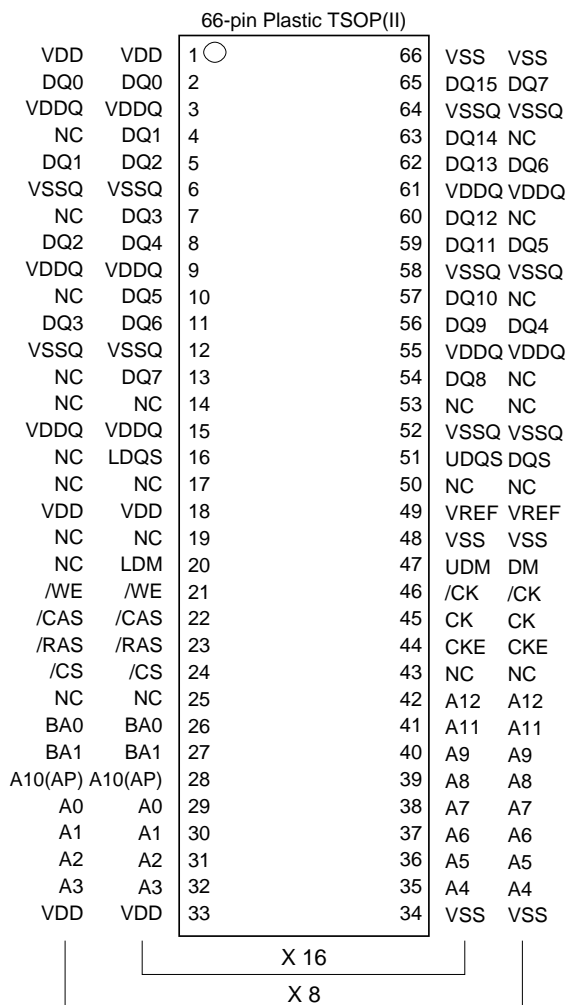 66-pin Plastic TSOP(II)
VDD VDD 1 66 VSS VSS
DQ0 DQ0 2 65 DQ15 DQ7
VDDQ VDDQ 3 64 VSSQ VSSQ
NC DQ1 4 63 DQ14 NC
DQ1 DQ2 5 62 DQ13 DQ6
VSSQ VSSQ 6 61 VDDQ VDDQ
NC DQ3 7 60 DQ12 NC
DQ2 DQ4 8 59 DQ11 DQ5
VDDQ VDDQ 9 58 VSSQ VSSQ
NC DQ5 10 57 DQ10 NC
DQ3 DQ6 11 56 DQ9 DQ4
VSSQ VSSQ 12 55 VDDQ VDDQ
NC DQ7 13 54 DQ8 NC
NC NC 14 53 NC NC
VDDQ VDDQ 15 52 VSSQ VSSQ
NC LDQS 16 51 UDQS DQS
NC NC 17 50 NC NC
VDD VDD 18 49 VREF VREF
NC NC 19 48 VSS VSS
NC LDM 20 47 UDM DM
/WE /WE 21 46 /CK /CK
/CAS /CAS 22 45 CK CK
/RAS /RAS 23 44 CKE CKE
/CS /CS 24 43 NC NC
NC NC 25 42 A12 A12
BA0 BA0 26 41 A11 A11
BA1 BA1 27 40 A9 A9
A10(AP) A10(AP) 28 39 A8 A8
A0 A0 29 38 A7 A7
A1 A1 30 37 A6 A6
A2 A2 31 36 A5 A5
A3 A3 32 35 A4 A4
VDD VDD 33 34 VSS VSS
X 16
X 8